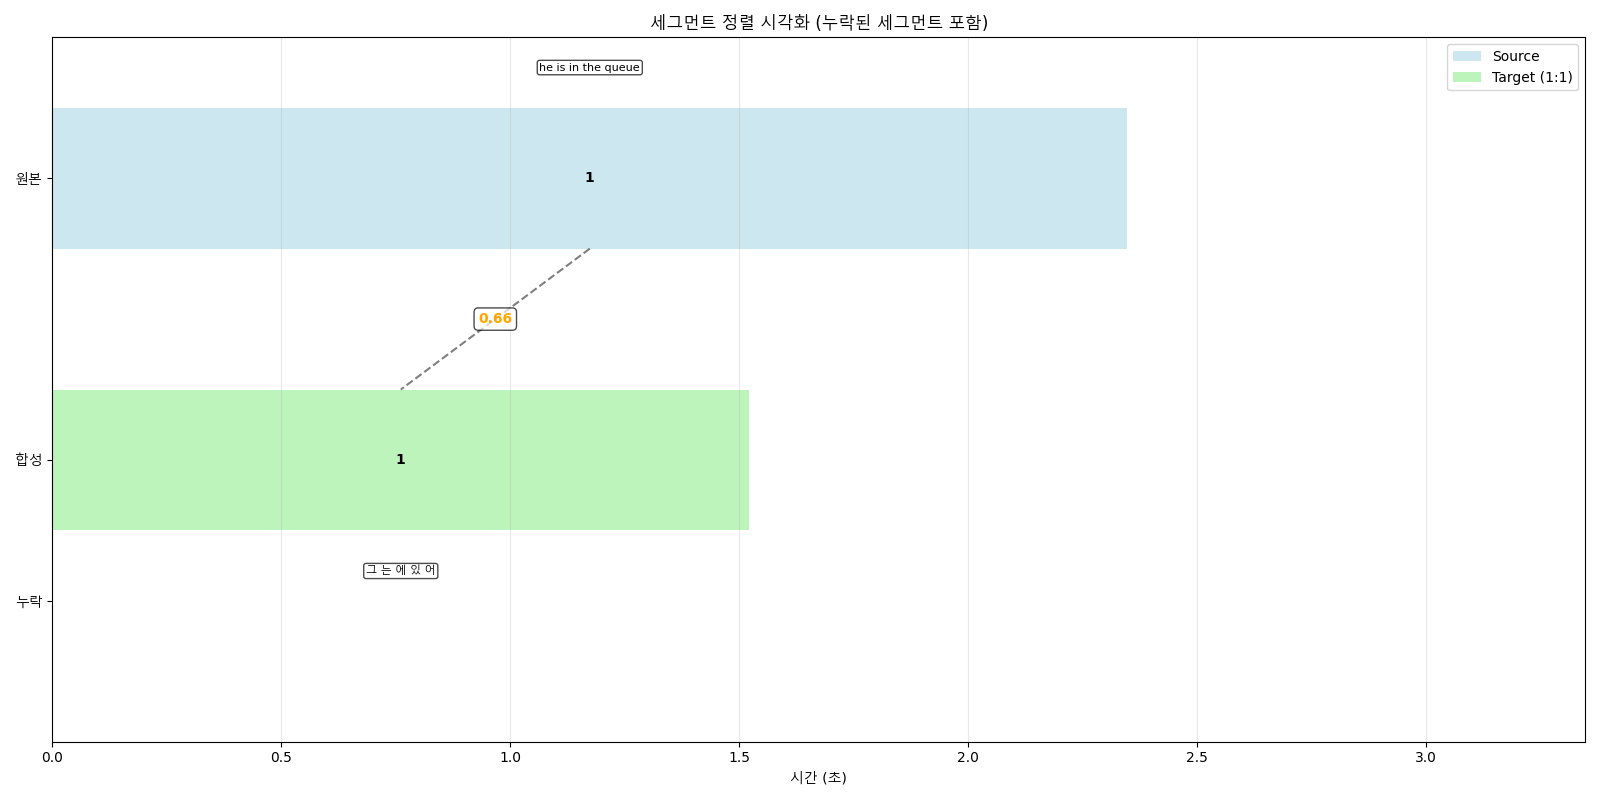 세그먼트 정렬 시각화 (누락된 세그먼트 포함)
he is in the queue
Source
Target (1:1)
원본
1
0.66
합성
1
그 는 에 있 어
누락
0.0 0.5 1.0 1.5 2.0 2.5 3.0
시간 (초)